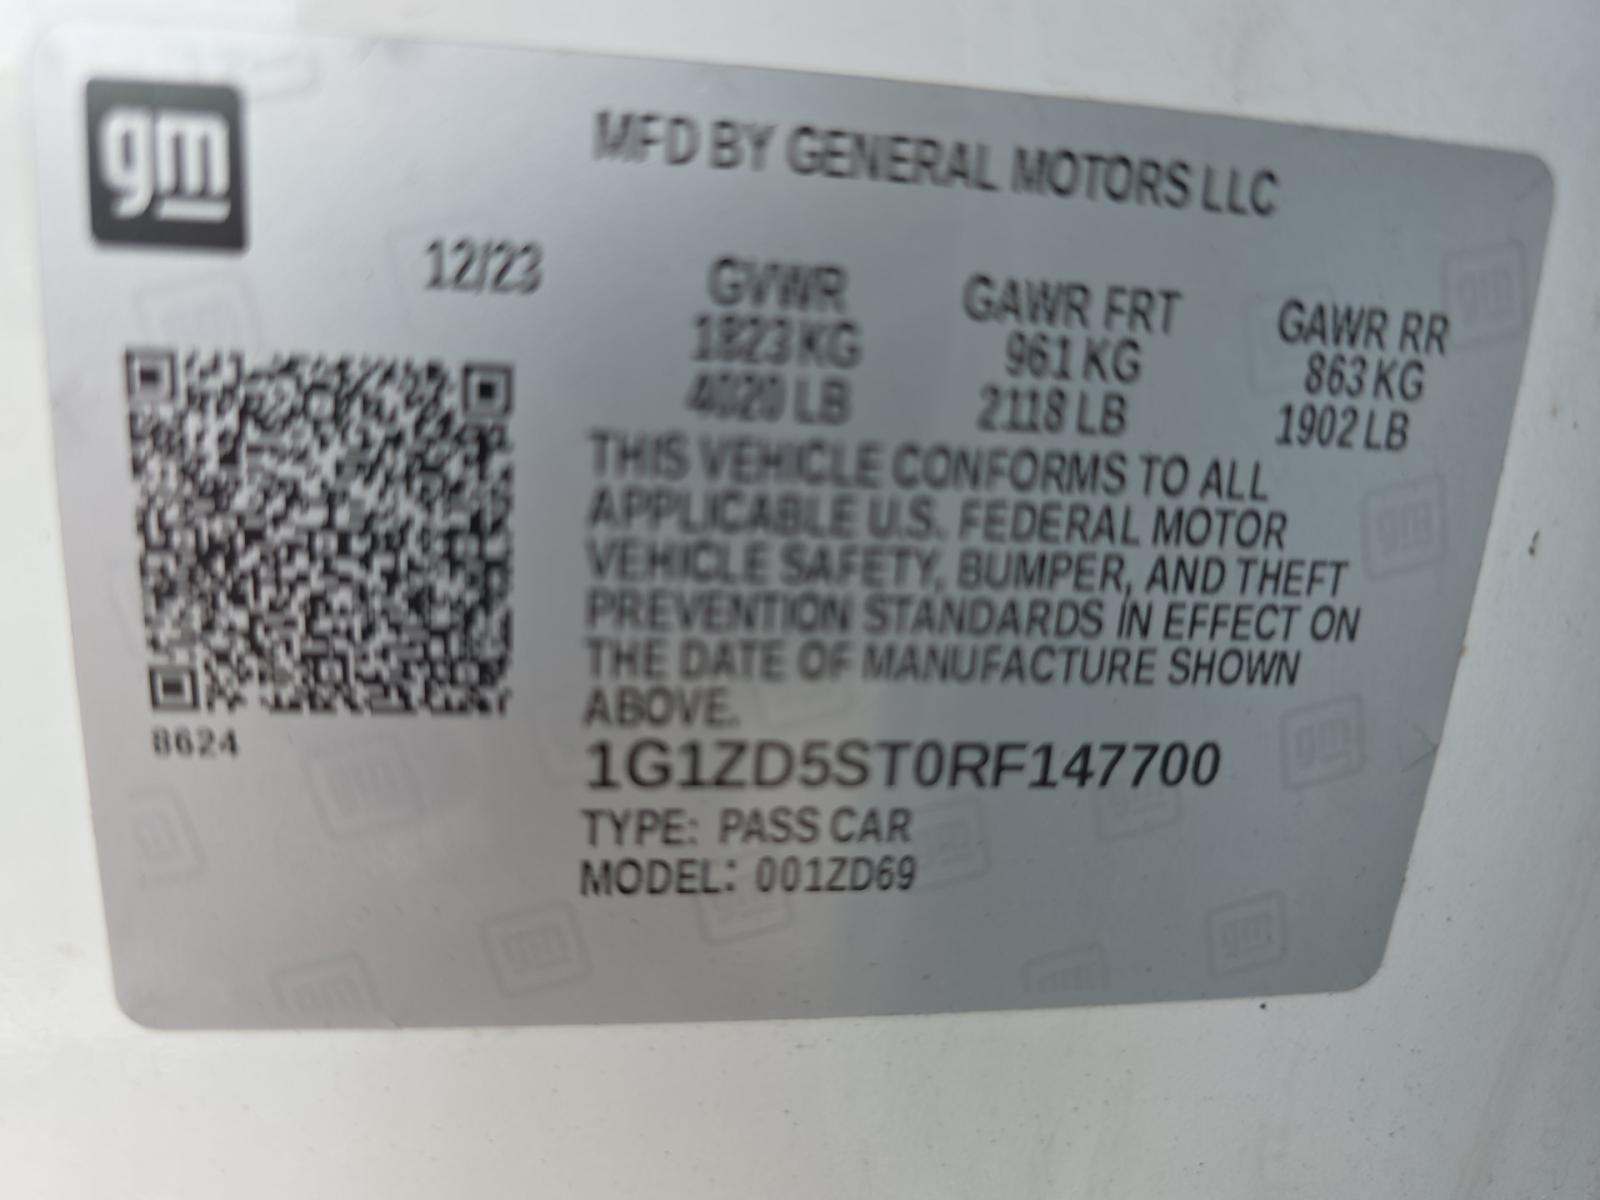 gm
MFD BY GENERAL MOTORS LLC
12/23
GVWR GAWR FRT GAWR RR
1823 KG 961 KG 863 KG
4020 LB 2118 LB 1902 LB
THIS VEHICLE CONFORMS TO ALL
APPLICABLE U.S. FEDERAL MOTOR
VEHICLE SAFETY, BUMPER, AND THEFT
PREVENTION STANDARDS IN EFFECT ON
THE DATE OF MANUFACTURE SHOWN
ABOVE.
8624
1G1ZD5ST0RF147700
TYPE: PASS CAR
MODEL: 001ZD69